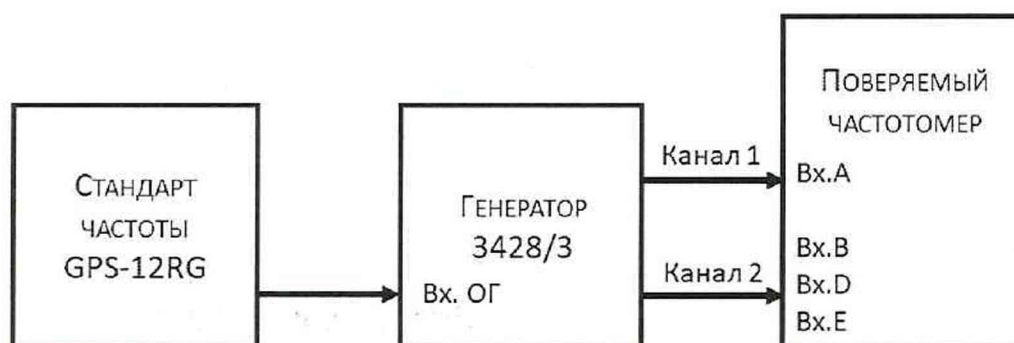 Стандарт
частоты
GPS-12RG
Генератор
3428/3
Вх. ОГ
Канал 1
Канал 2
Поверяемый
частотомер
Вх.A
Вх.B
Вх.D
Вх.E